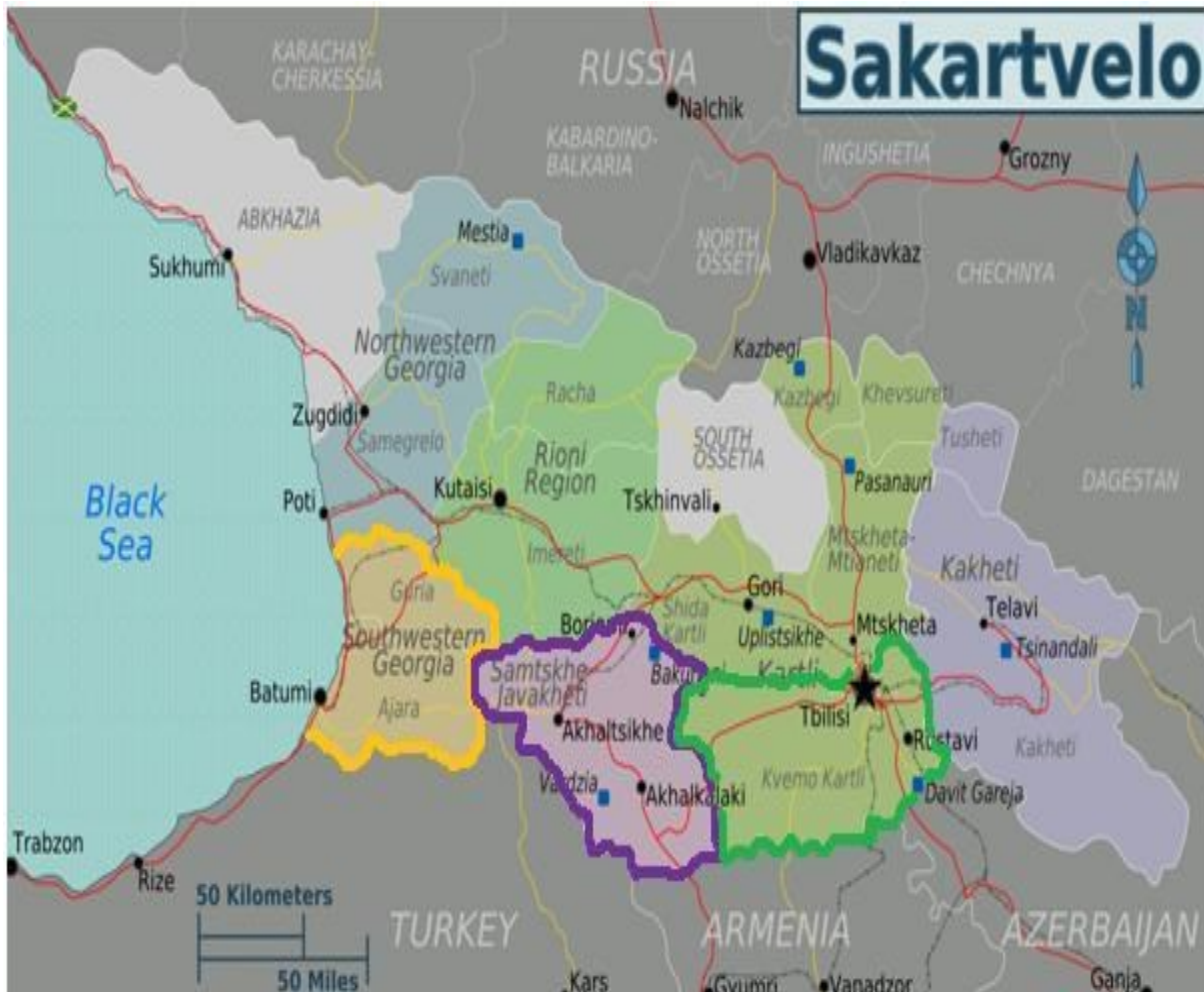 Sakartvelo
KARACHAY-
CHERKESSIA
RUSSIA
Nalchik
KABARDINO-
BALKARIA
INGUSHETIA
Grozny
ABKHAZIA
Mestia
Svaneti
NORTH
OSSETIA
Vladikavkaz
CHECHNYA
Sukhumi
N
Northwestern
Georgia
Kazbegi
Kazbegi
Khevsureti
Racha
Zugdidi
Samegrelo
SOUTH
OSSETIA
Tusheti
Rioni
Region
Pasanauri
DAGESTAN
Black
Sea
Poti
Kutaisi
Tskhinvali
Mtskheta-
Mtianeti
Imereti
Kakheti
Guria
Gori
Shida
Kartli
Telavi
Uplistsikhe
Mtskheta
Southwestern
Georgia
Tsinandali
Samtskhe
Javakheti
Kartli
Batumi
Ajara
Tbilisi
Akhaltsikhe
Rustavi
Kakheti
Vardzia
Kvemo Kartli
Akhalkalaki
Davit Gareja
Trabzon
Rize
50 Kilometers
50 Miles
TURKEY
ARMENIA
AZERBAIJAN
Kars
Gyumri
Vanadzor
Ganja